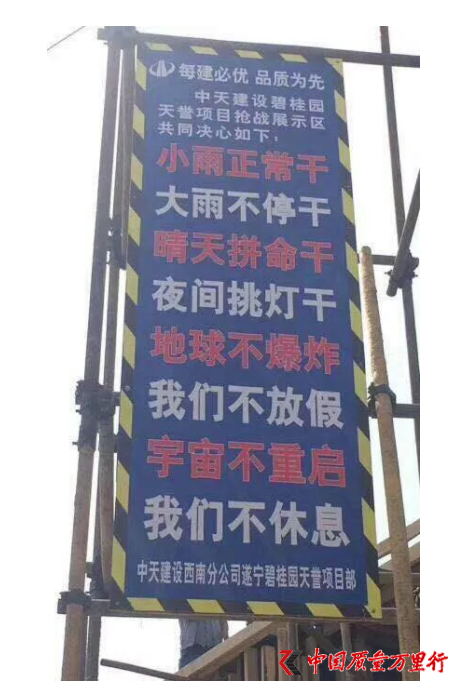 每建必优 品质为先
中天建设碧桂园
天誉项目抢战展示区
共同决心如下：
小雨正常干
大雨不停干
晴天拼命干
夜间挑灯干
地球不爆炸
我们不放假
宇宙不重启
我们不休息
中天建设西南分公司遂宁碧桂园天誉项目部
中国质量万里行